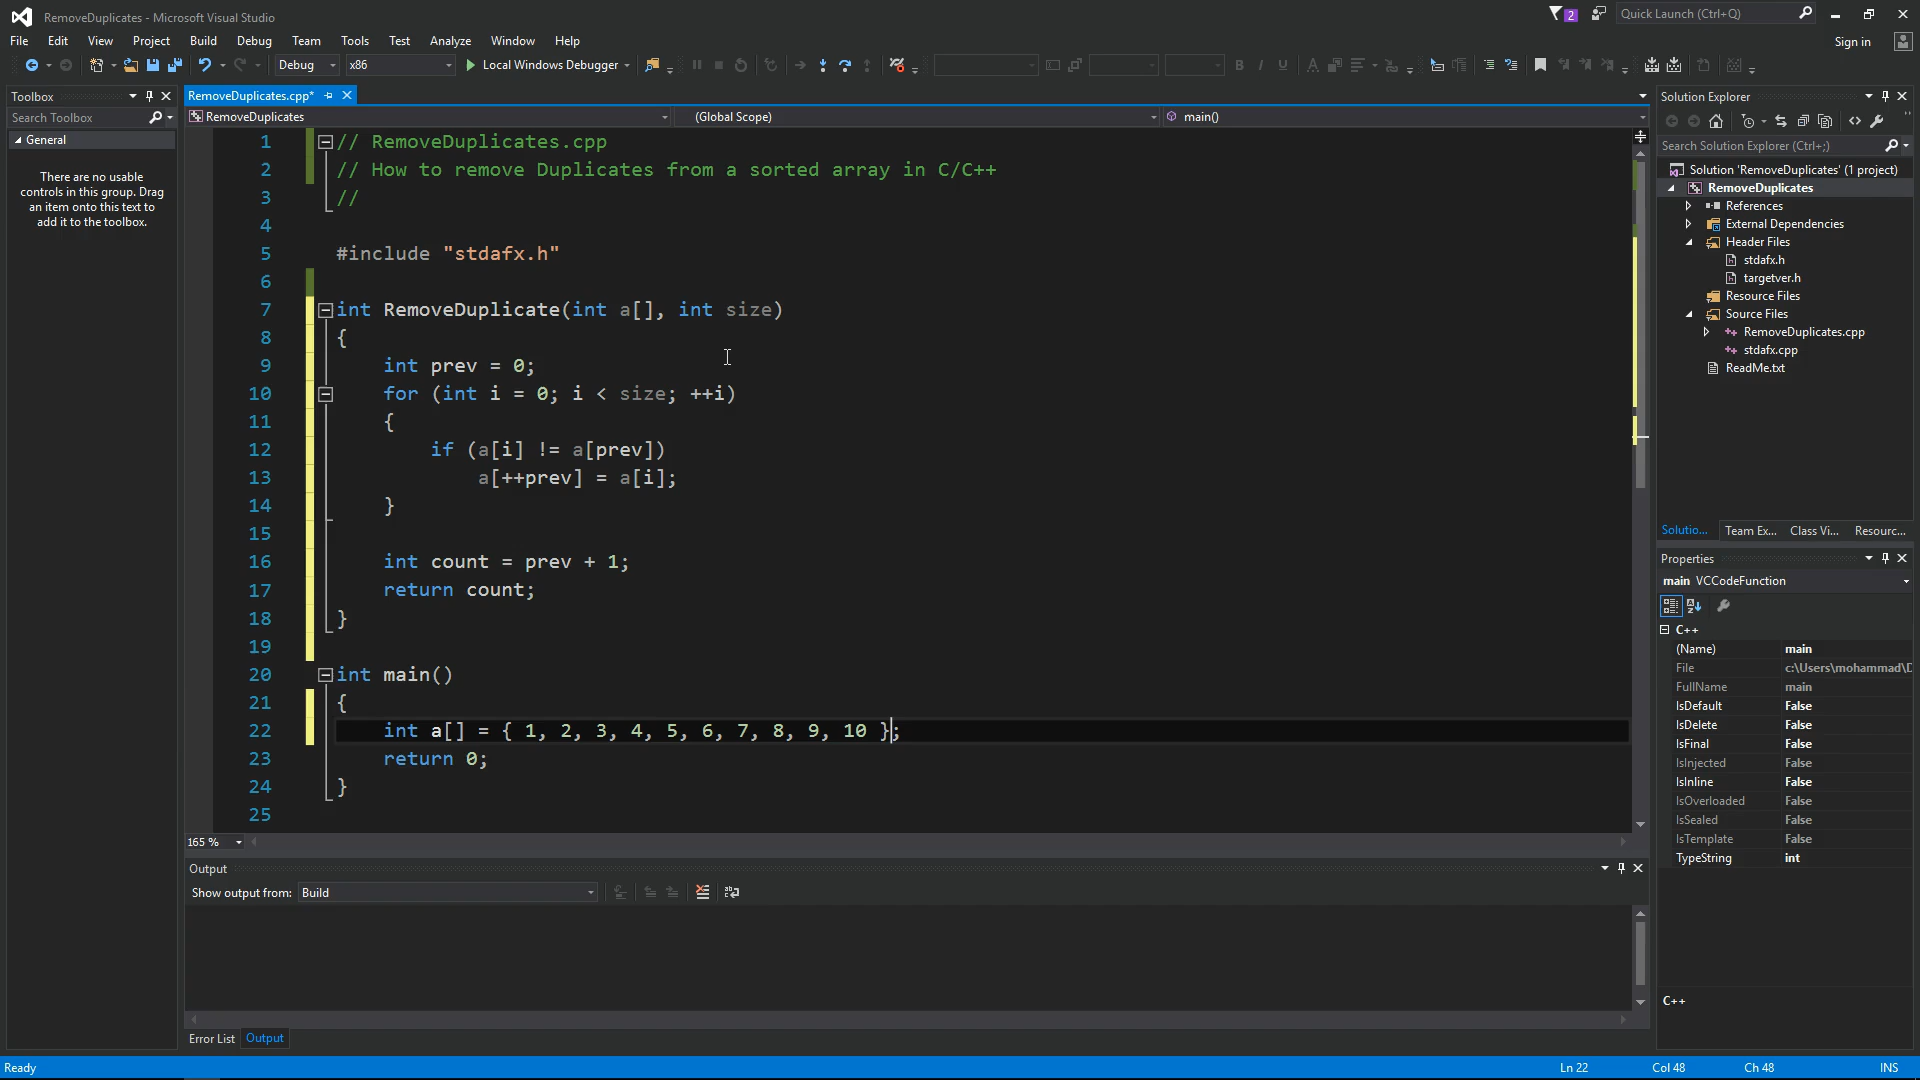 RemoveDuplicates - Microsoft Visual Studio
2
Quick Launch (Ctrl+Q)
File Edit View Project Build Debug Team Tools Test Analyze Window Help
Sign in
Debug x86 Local Windows Debugger
Toolbox
Search Toolbox
General
There are no usable
controls in this group. Drag
an item onto this text to
add it to the toolbox.
RemoveDuplicates.cpp*
RemoveDuplicates (Global Scope) main()
1 // RemoveDuplicates.cpp
2 // How to remove Duplicates from a sorted array in C/C++
3 //
4
5 #include "stdafx.h"
6
7 int RemoveDuplicate(int a[], int size)
8 {
9 int prev = 0;
10 for (int i = 0; i < size; ++i)
11 {
12 if (a[i] != a[prev])
13 a[++prev] = a[i];
14 }
15
16 int count = prev + 1;
17 return count;
18 }
19
20 int main()
21 {
22 int a[] = { 1, 2, 3, 4, 5, 6, 7, 8, 9, 10 };
23 return 0;
24 }
25
165 %
Output
Show output from: Build
Error List Output
Solution Explorer
Search Solution Explorer (Ctrl+;)
Solution 'RemoveDuplicates' (1 project)
RemoveDuplicates
References
External Dependencies
Header Files
stdafx.h
targetver.h
Resource Files
Source Files
RemoveDuplicates.cpp
stdafx.cpp
ReadMe.txt
Solutio... Team Ex... Class Vi... Resourc...
Properties
main VCCodeFunction
C++
(Name) main
File c:\Users\mohammad\D
FullName main
IsDefault False
IsDelete False
IsFinal False
IsInjected False
IsInline False
IsOverloaded False
IsSealed False
IsTemplate False
TypeString int
C++
Ready Ln 22 Col 48 Ch 48 INS